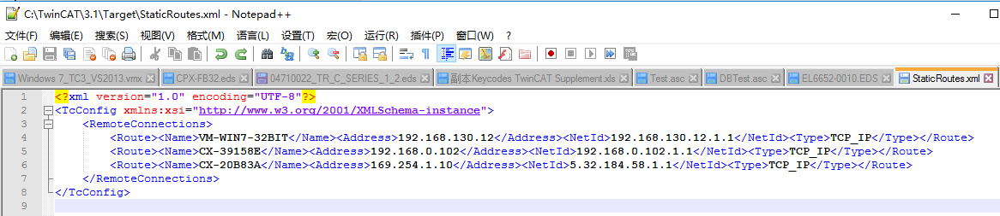 C:\TwinCAT\3.1\Target\StaticRoutes.xml - Notepad++
文件(F) 编辑(E) 搜索(S) 视图(V) 格式(M) 语言(L) 设置(T) 宏(O) 运行(R) 插件(P) 窗口(W) ?
Windows 7_TC3_VS2013.vmx CPX-FB32.eds 04710022_TR_C_SERIES_1_2.eds 副本Keycodes TwinCAT Supplement.xls Test.asc DBTest.asc EL6652-0010.EDS StaticRoutes.xml
1 <?xml version="1.0" encoding="UTF-8"?>
2 <TcConfig xmlns:xsi="http://www.w3.org/2001/XMLSchema-instance">
3 <RemoteConnections>
4 <Route><Name>VM-WIN7-32BIT</Name><Address>192.168.130.12</Address><NetId>192.168.130.12.1.1</NetId><Type>TCP_IP</Type></Route>
5 <Route><Name>CX-39158E</Name><Address>192.168.0.102</Address><NetId>192.168.0.102.1.1</NetId><Type>TCP_IP</Type></Route>
6 <Route><Name>CX-20B83A</Name><Address>169.254.1.10</Address><NetId>5.32.184.58.1.1</NetId><Type>TCP_IP</Type></Route>
7 </RemoteConnections>
8 </TcConfig>
9